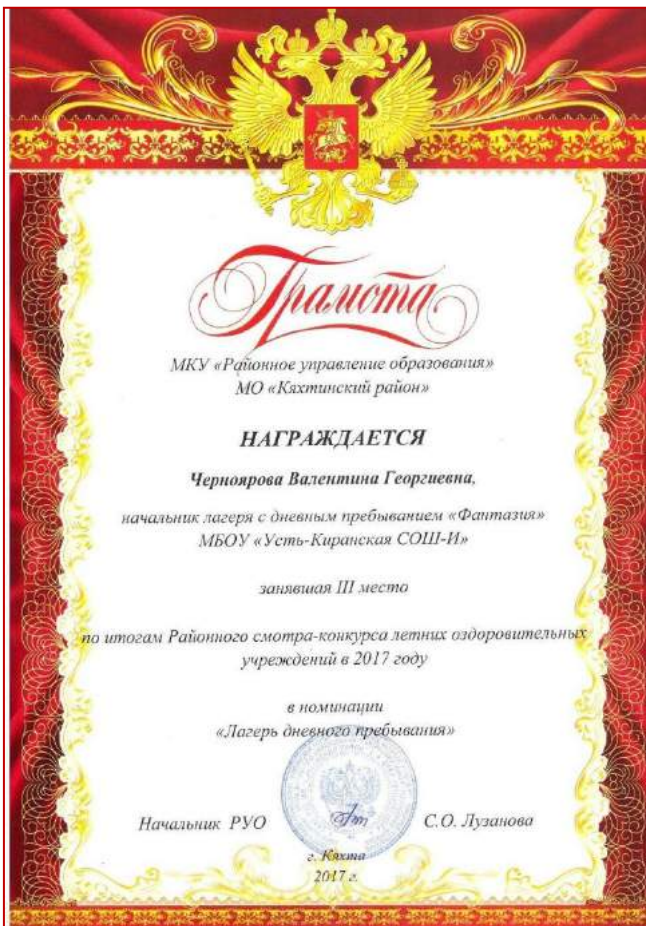 Грамота
МКУ «Районное управление образования»
МО «Кяхтинский район»
НАГРАЖДАЕТСЯ
Черноярова Валентина Георгиевна,
начальник лагеря с дневным пребыванием «Фантазия»
МБОУ «Усть-Киранская СОШ-И»
занявшая III место
по итогам Районного смотра-конкурса летних оздоровительных
учреждений в 2017 году
в номинации
«Лагерь дневного пребывания»
Начальник РУО С.О. Лузанова
г. Кяхта
2017 г.